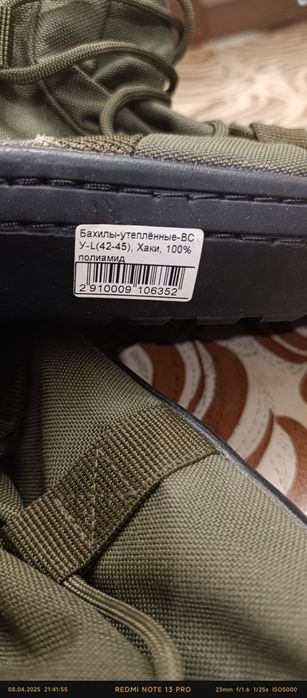 Бахилы-утеплённые-ВС
У-L(42-45), Хаки, 100%
полиамид
2 910009 106352
08.04.2025 21:41:55 REDMI NOTE 13 PRO 23mm f/1.6 1/25s ISO5000